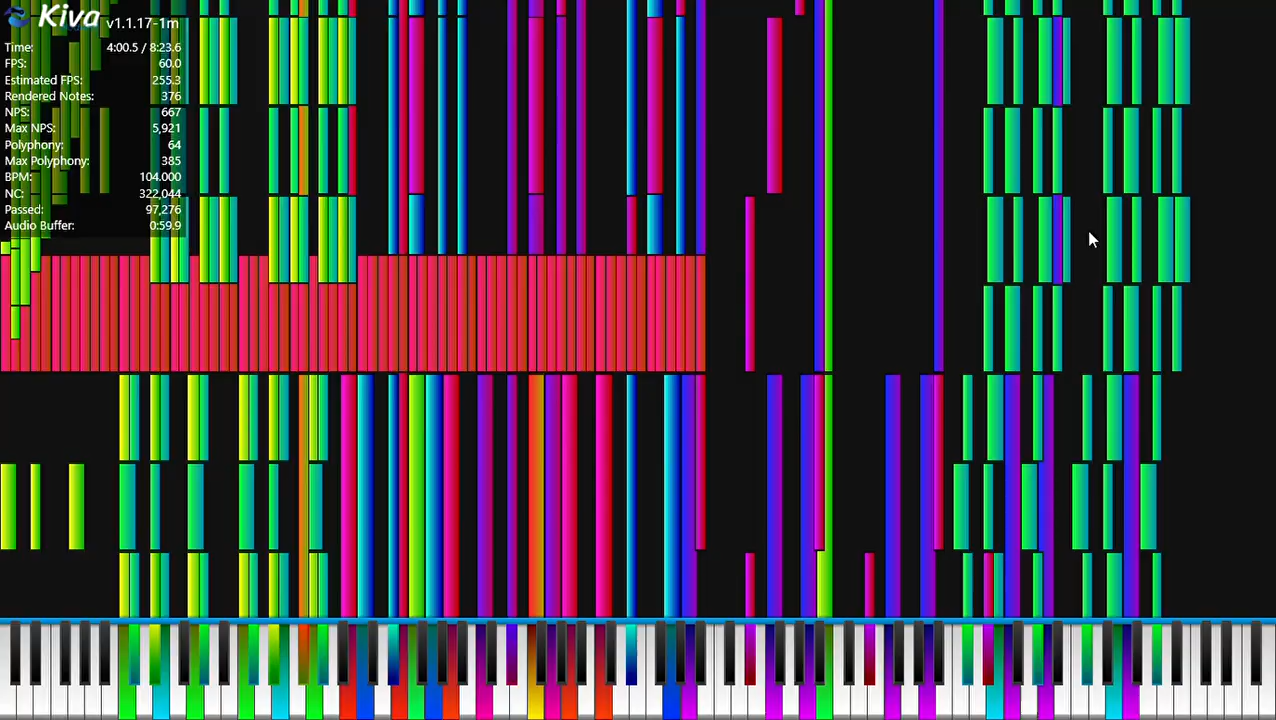 Kiva v1.1.17-1m
Time: 4:00.5 / 8:23.6
FPS: 60.0
Estimated FPS: 255.3
Rendered Notes: 376
NPS: 667
Max NPS: 5,921
Polyphony: 64
Max Polyphony: 385
BPM: 104.000
NC: 322,044
Passed: 97,276
Audio Buffer: 0:59.9